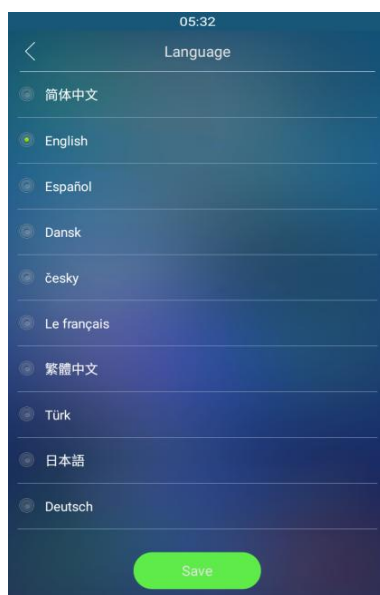 05:32
Language
简体中文
English
Español
Dansk
česky
Le français
繁體中文
Türk
日本語
Deutsch
Save